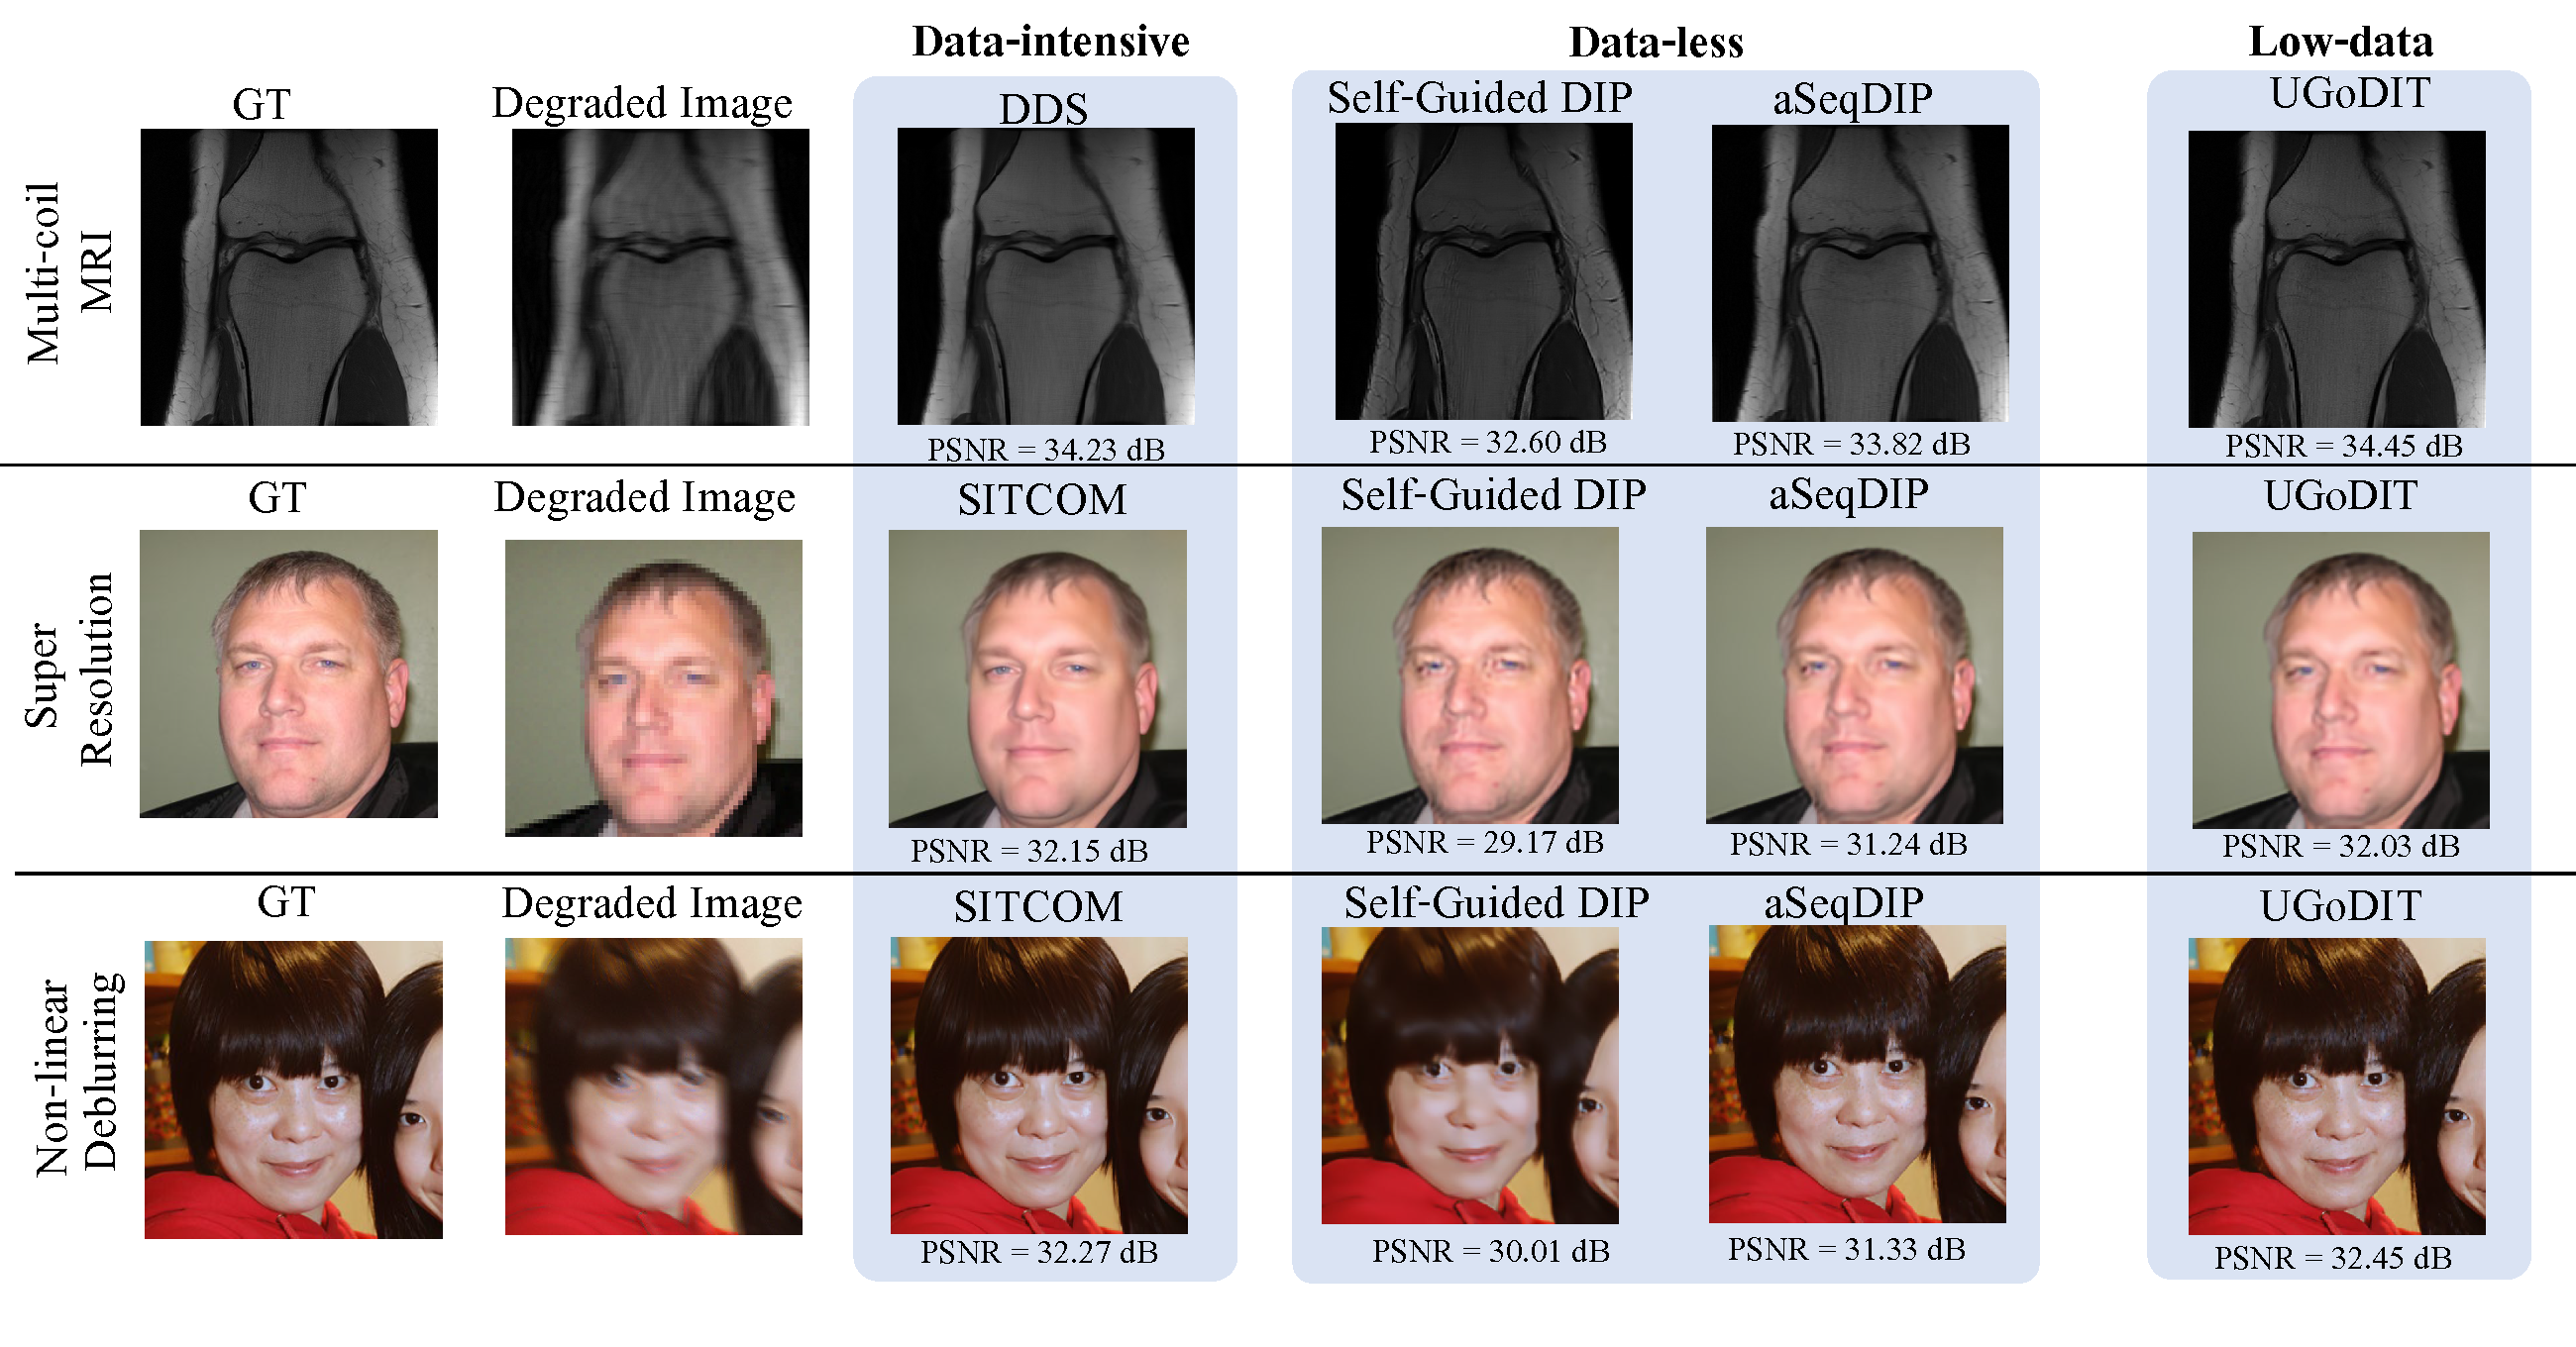 Data-intensive
Data-less
Low-data
GT
Degraded Image
DDS
Self-Guided DIP
aSeqDIP
UGoDIT
Multi-coil
MRI
PSNR = 34.23 dB
PSNR = 32.60 dB
PSNR = 33.82 dB
PSNR = 34.45 dB
GT
Degraded Image
SITCOM
Self-Guided DIP
aSeqDIP
UGoDIT
Super
Resolution
PSNR = 32.15 dB
PSNR = 29.17 dB
PSNR = 31.24 dB
PSNR = 32.03 dB
GT
Degraded Image
SITCOM
Self-Guided DIP
aSeqDIP
UGoDIT
Non-linear
Deblurring
PSNR = 32.27 dB
PSNR = 30.01 dB
PSNR = 31.33 dB
PSNR = 32.45 dB